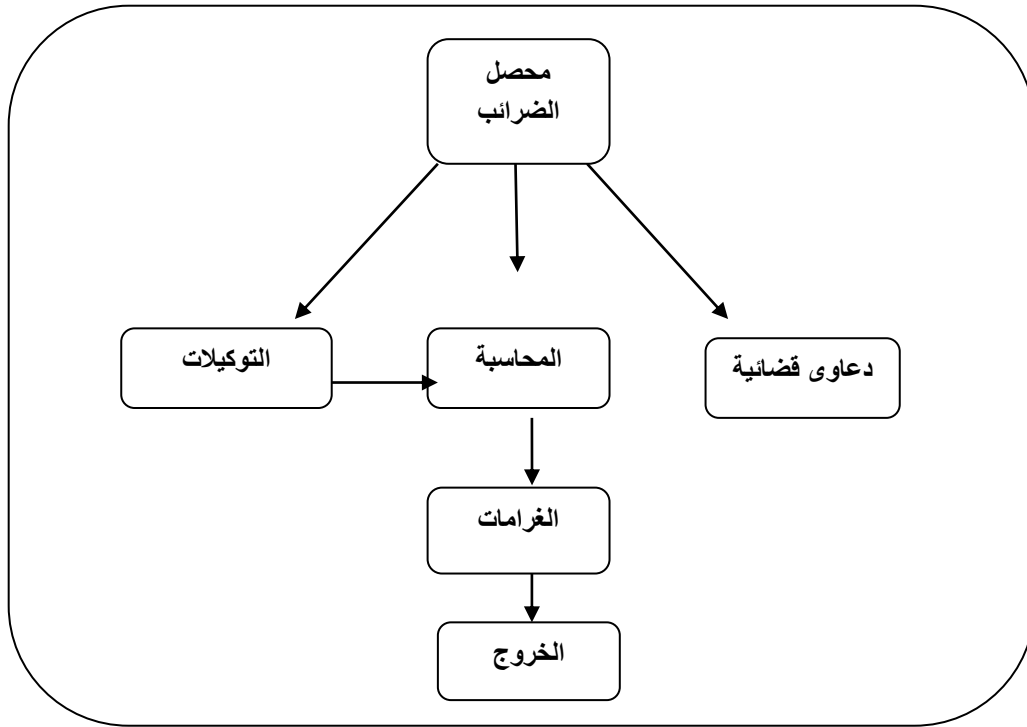 محصل
الضرائب
دعاوى قضائية
المحاسبة
التوكيلات
الغرامات
الخروج